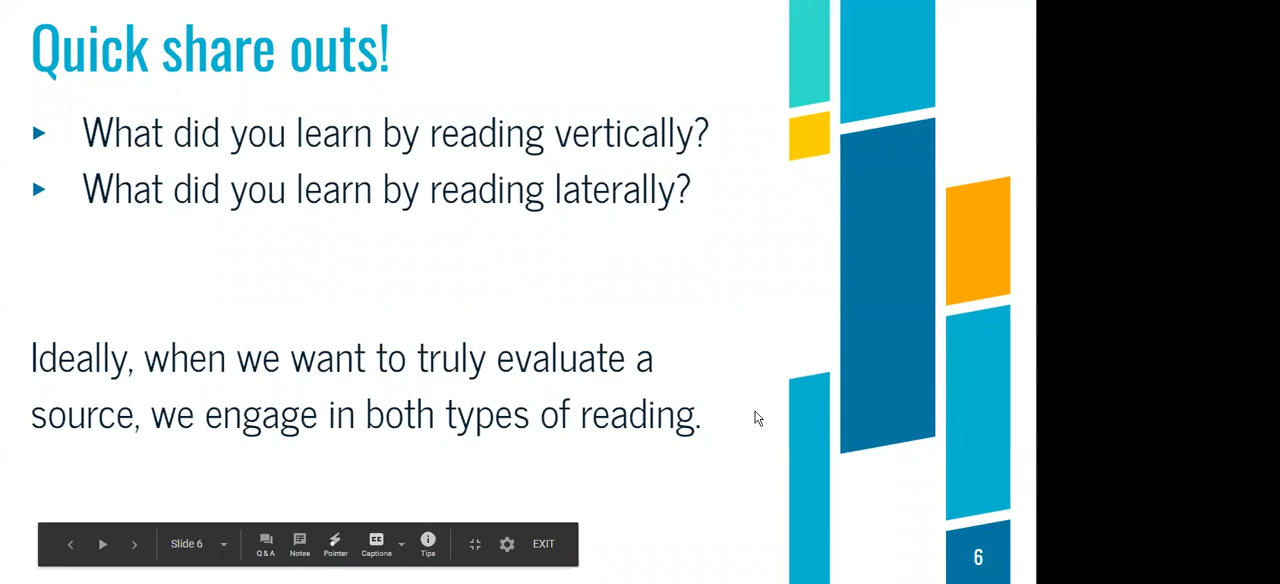 Quick share outs!
What did you learn by reading vertically?
What did you learn by reading laterally?
Ideally, when we want to truly evaluate a
source, we engage in both types of reading.
Slide 6
Q & A
Notes
Pointer
CC
Captions
Tips
EXIT
6